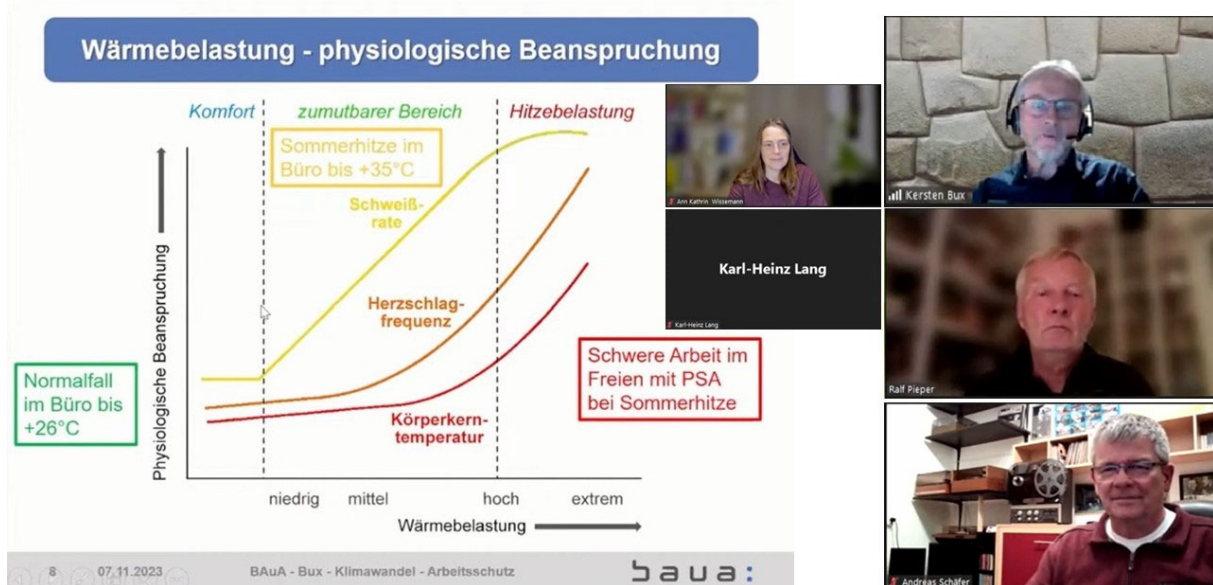 Wärmebelastung - physiologische Beanspruchung
Komfort
zumutbarer Bereich
Hitzebelastung
Sommerhitze im
Büro bis +35°C
Schweiß-
rate
Herzschlag-
frequenz
Körperkern-
temperatur
Normalfall
im Büro bis
+26°C
Schwere Arbeit im
Freien mit PSA
bei Sommerhitze
Physiologische Beanspruchung
niedrig
mittel
hoch
extrem
Wärmebelastung
8
07.11.2023
BAuA - Bux - Klimawandel - Arbeitsschutz
baua:
Ann Kathrin Wissemann
Karl-Heinz Lang
Karl-Heinz Lang
Kersten Bux
Ralf Pieper
Andreas Schäfer